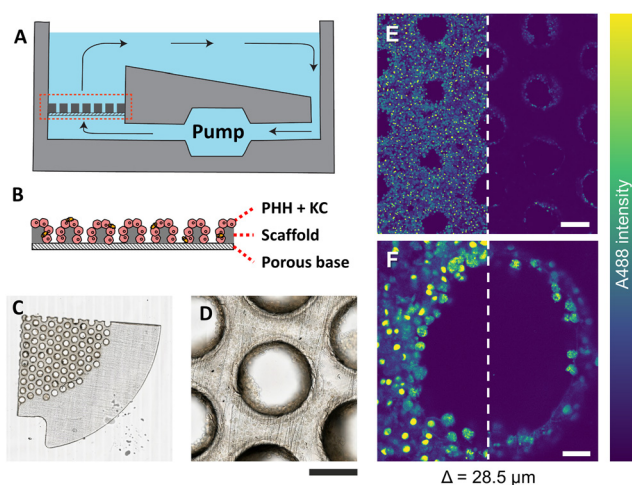 A
Pump
B
PHH + KC
Scaffold
Porous base
C
D
E
F
A488 intensity
Δ = 28.5 µm